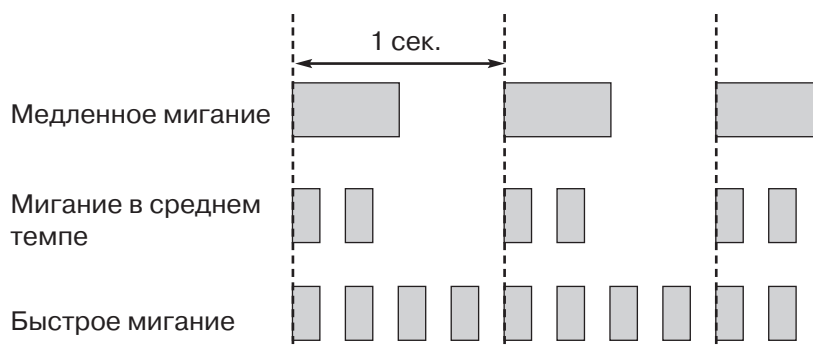 1 сек.
Медленное мигание
Мигание в среднем
темпе
Быстрое мигание